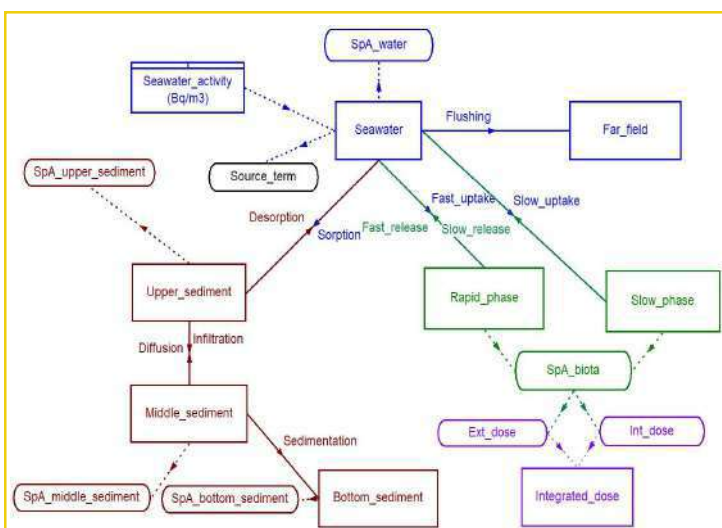 SpA_water
Seawater_activity
(Bq/m3)
Seawater
Flushing
Far_field
SpA_upper_sediment
Source_term
Desorption
Sorption
Fast_uptake
Slow_uptake
Fast_release
Slow_release
Upper_sediment
Rapid_phase
Slow_phase
Infiltration
Diffusion
SpA_biota
Middle_sediment
Ext_dose
Int_dose
Sedimentation
SpA_middle_sediment
SpA_bottom_sediment
Bottom_sediment
Integrated_dose